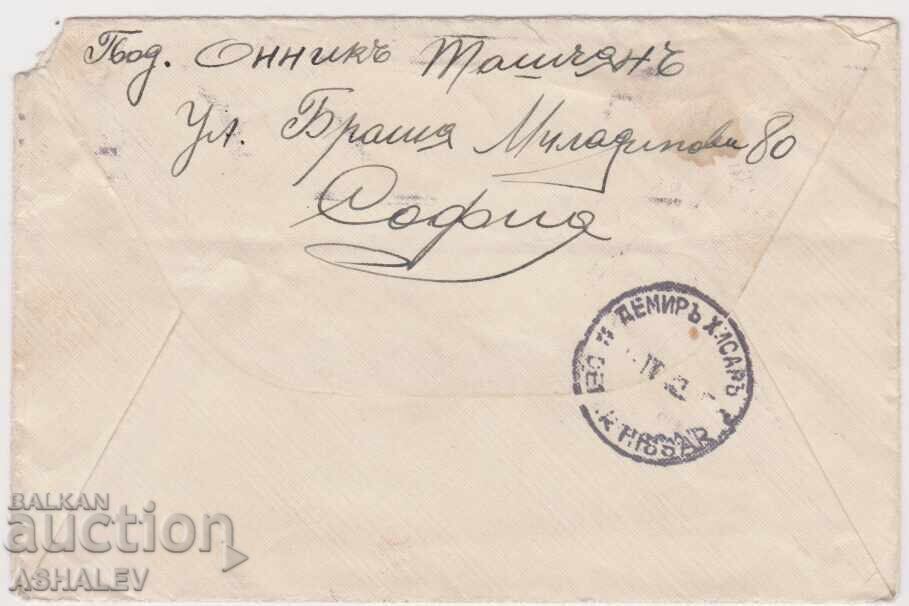 Под. Онникъ Ташчянъ
Ул. Братя Миладинови 80
София
ДЕМИРЪ ХИСАРЪ
HISSAR
BALKAN
auction
ASHALEV